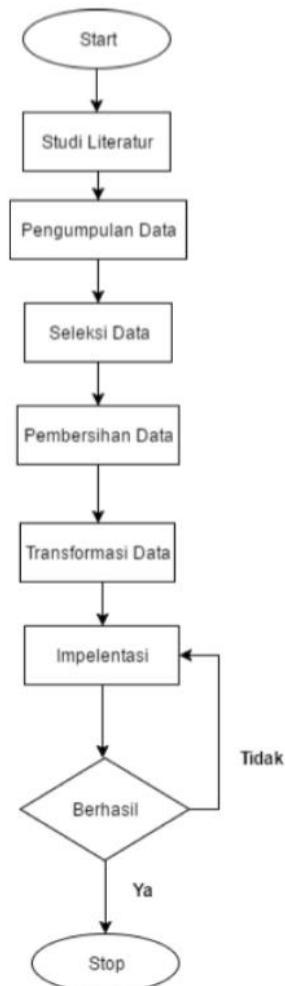 Start
Studi Literatur
Pengumpulan Data
Seleksi Data
Pembersihan Data
Transformasi Data
Impelentasi
Tidak
Berhasil
Ya
Stop